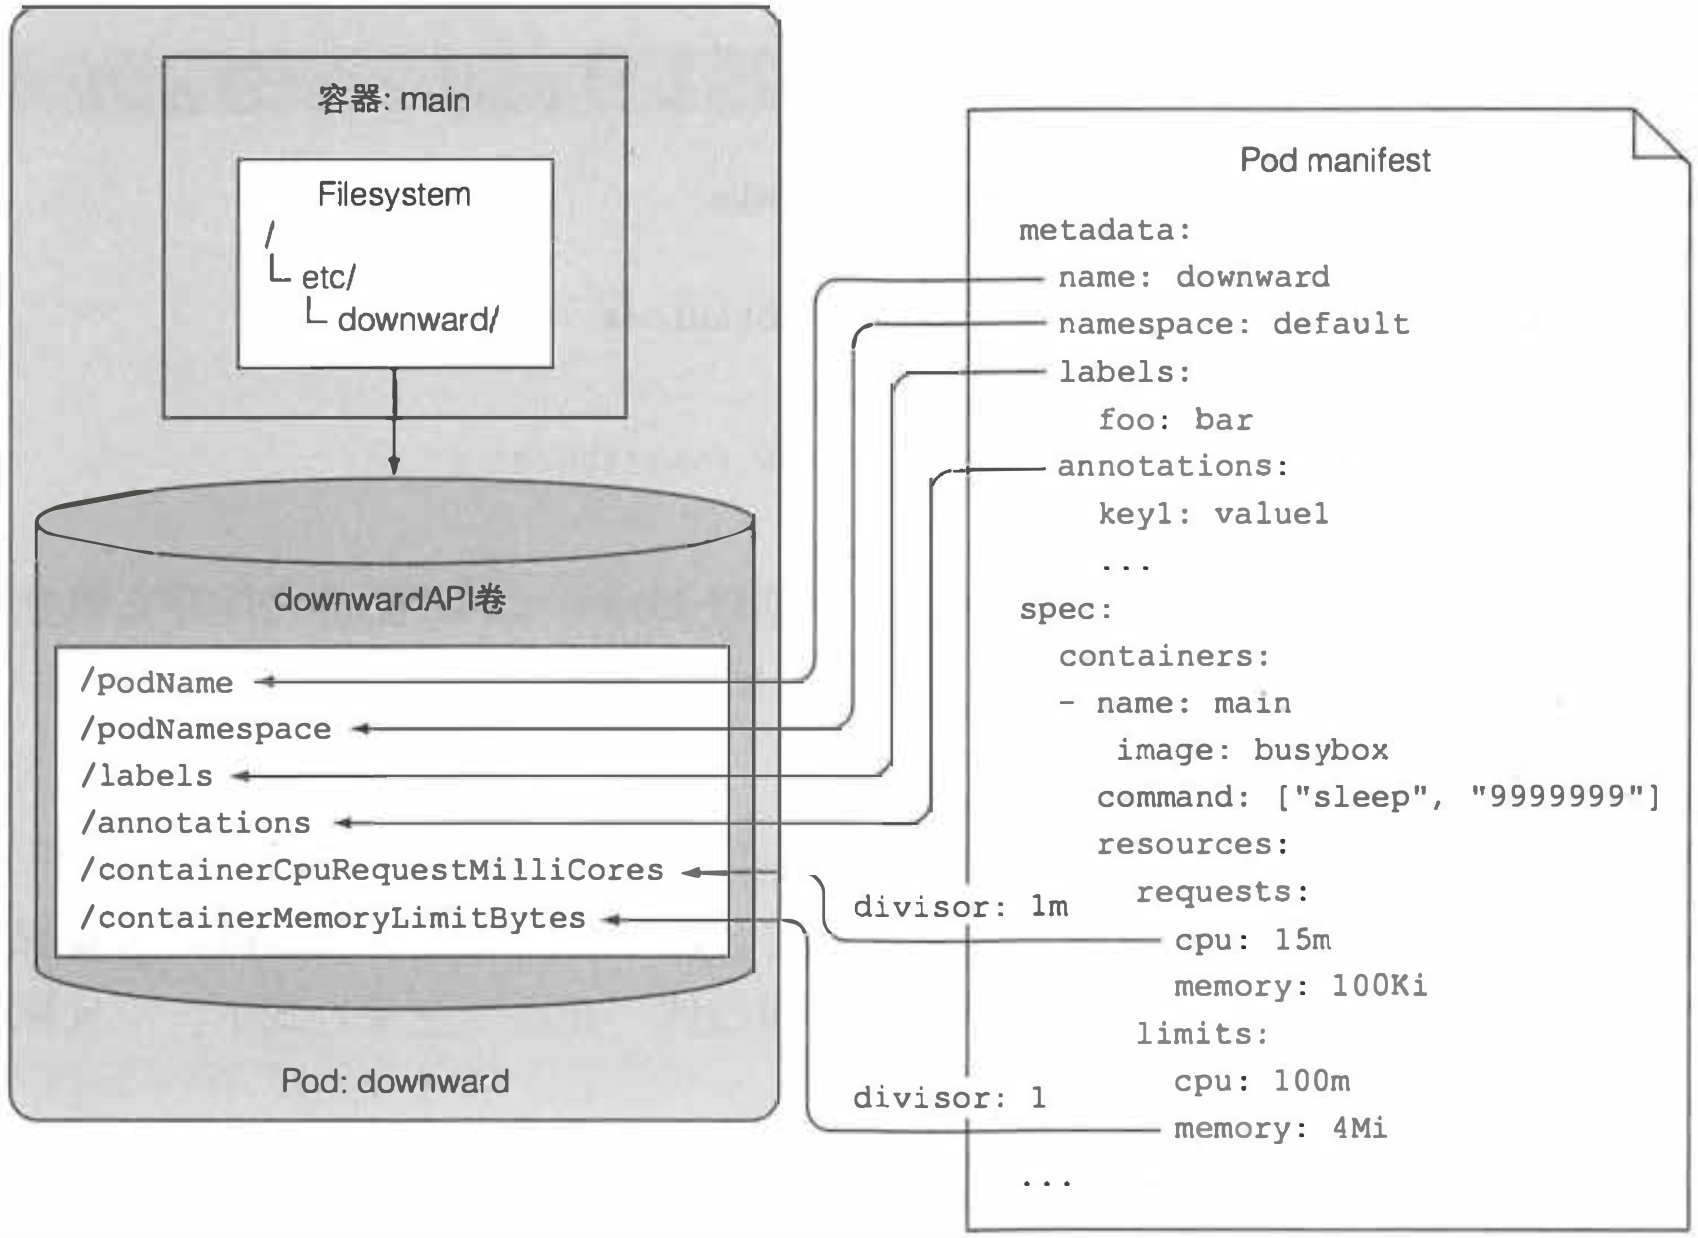 容器: main
Filesystem
/
etc/
downward/
downwardAPI卷
/podName
/podNamespace
/labels
/annotations
/containerCpuRequestMilliCores
/containerMemoryLimitBytes
Pod: downward
divisor: 1m
divisor: 1
Pod manifest
metadata:
name: downward
namespace: default
labels:
foo: bar
annotations:
key1: value1
...
spec:
containers:
- name: main
image: busybox
command: ["sleep", "9999999"]
resources:
requests:
cpu: 15m
memory: 100Ki
limits:
cpu: 100m
memory: 4Mi
...